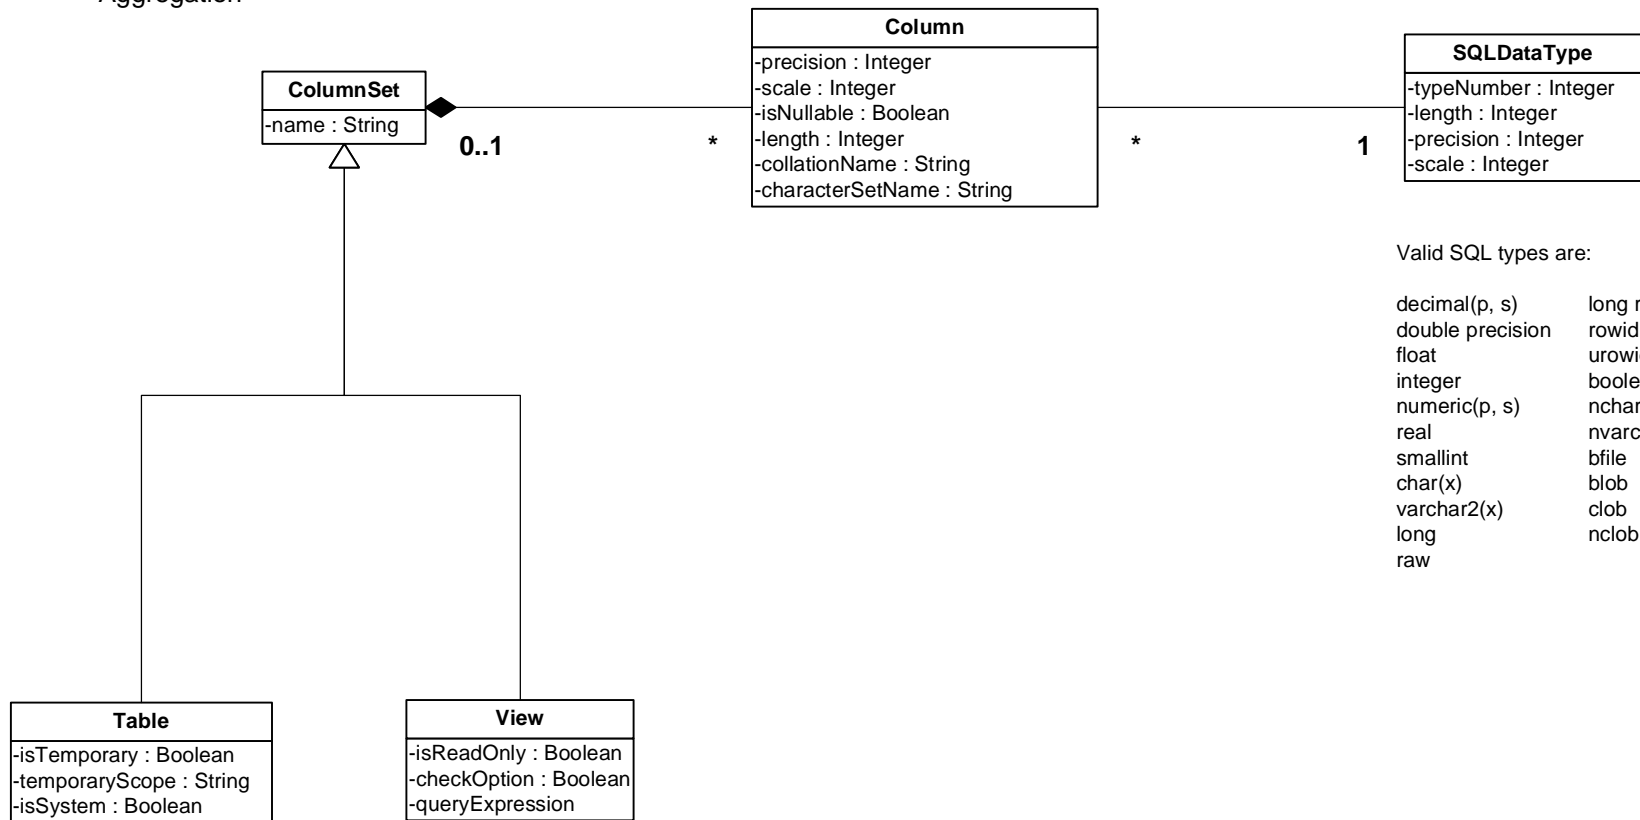 Aggregation
Column
-precision : Integer
-scale : Integer
-isNullable : Boolean
-length : Integer
-collationName : String
-characterSetName : String
SQLDataType
-typeNumber : Integer
-length : Integer
-precision : Integer
-scale : Integer
ColumnSet
-name : String
0..1
*
*
1
Valid SQL types are:
decimal(p, s) long
double precision rowid
float
integer
numeric(p, s)
real
smallint bfile
char(x) blob
varchar2(x) clob
long nclob
raw
Table
-isTemporary : Boolean
-temporaryScope : String
-isSystem : Boolean
View
-isReadOnly : Boolean
-checkOption : Boolean
-queryExpression